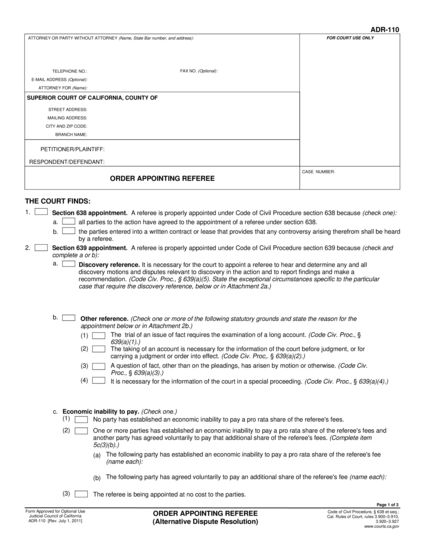 ADR-110
ATTORNEY OR PARTY WITHOUT ATTORNEY (Name, State Bar number, and address):
FOR COURT USE ONLY
TELEPHONE NO.:
FAX NO. (Optional):
E-MAIL ADDRESS (Optional):
ATTORNEY FOR (Name):
SUPERIOR COURT OF CALIFORNIA, COUNTY OF
STREET ADDRESS:
MAILING ADDRESS:
CITY AND ZIP CODE:
BRANCH NAME:
PETITIONER/PLAINTIFF:
RESPONDENT/DEFENDANT:
ORDER APPOINTING REFEREE
CASE NUMBER:
THE COURT FINDS:
1. Section 638 appointment. A referee is properly appointed under Code of Civil Procedure section 638 because (check one):
a. all parties to the action have agreed to the appointment of a referee under section 638.
b. the parties entered into a written contract or lease that provides that any controversy arising therefrom shall be heard
by a referee.
2. Section 639 appointment. A referee is properly appointed under Code of Civil Procedure section 639 because (check and
complete a or b):
a. Discovery reference. It is necessary for the court to appoint a referee to hear and determine any and all
discovery motions and disputes relevant to discovery in the action and to report findings and make a
recommendation. (Code Civ. Proc., § 639(a)(5). State the exceptional circumstances specific to the particular
case that require the discovery reference, below or in Attachment 2a.)
b. Other reference. (Check one or more of the following statutory grounds and state the reason for the
appointment below or in Attachment 2b.)
(1) The trial of an issue of fact requires the examination of a long account. (Code Civ. Proc., §
639(a)(1).)
(2) The taking of an account is necessary for the information of the court before judgment, or for
carrying a judgment or order into effect. (Code Civ. Proc., § 639(a)(2).)
(3) A question of fact, other than on the pleadings, has arisen by motion or otherwise. (Code Civ.
Proc., § 639(a)(3).)
(4) It is necessary for the information of the court in a special proceeding. (Code Civ. Proc., § 639(a)(4).)
c. Economic inability to pay. (Check one.)
(1) No party has established an economic inability to pay a pro rata share of the referee's fees.
(2) One or more parties has established an economic inability to pay a pro rata share of the referee's fees and
another party has agreed voluntarily to pay that additional share of the referee's fees. (Complete item
5c(3)(b).)
(a) The following party has established an economic inability to pay a pro rata share of the referee's fees
(name each):
(b) The following party has agreed voluntarily to pay an additional share of the referee's fee (name each):
(3) The referee is being appointed at no cost to the parties.
Page 1 of 3
Form Approved for Optional Use
Judicial Council of California
ADR-110 [Rev. July 1, 2011]
ORDER APPOINTING REFEREE
(Alternative Dispute Resolution)
Code of Civil Procedure, § 638 et seq.
Cal. Rules of Court, rules 3.900–3.910,
3.920–3.927
www.courts.ca.gov